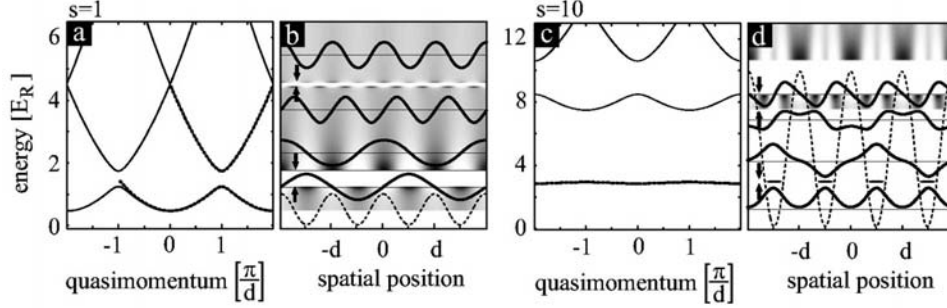 s=1
s=10
a
b
c
d
energy [E_R]
6
4
2
0
12
8
4
0
-1 0 1
-d d
-1 0 1
-d 0 d
quasimomentum [π/d]
spatial position
quasimomentum [π/d]
spatial position